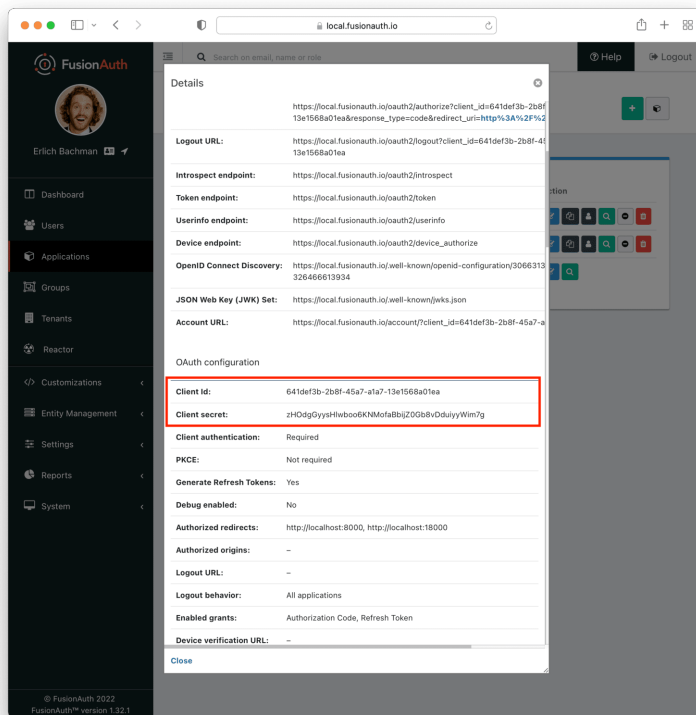 local.fusionauth.io
FusionAuth
Search on email, name or role
Help
Logout
Erlich Bachman
Dashboard
Users
Applications
Groups
Tenants
Reactor
Customizations
Entity Management
Settings
Reports
System
© FusionAuth 2022
FusionAuth™ version 1.32.1
Details
https://local.fusionauth.io/oauth2/authorize?client_id=641def3b-2b8f
13e1568a01ea&response_type=code&redirect_uri=http%3A%2F%2
Logout URL: https://local.fusionauth.io/oauth2/logout?client_id=641def3b-2b8f-45
13e1568a01ea
Introspect endpoint: https://local.fusionauth.io/oauth2/introspect
Token endpoint: https://local.fusionauth.io/oauth2/token
Userinfo endpoint: https://local.fusionauth.io/oauth2/userinfo
Device endpoint: https://local.fusionauth.io/oauth2/device_authorize
OpenID Connect Discovery: https://local.fusionauth.io/.well-known/openid-configuration/3066313
326466613934
JSON Web Key (JWK) Set: https://local.fusionauth.io/.well-known/jwks.json
Account URL: https://local.fusionauth.io/account/?client_id=641def3b-2b8f-45a7-a
OAuth configuration
Client Id: 641def3b-2b8f-45a7-a1a7-13e1568a01ea
Client secret: zHOdgGyysHlwboo6KNMofaBbijZ0Gb8vDduiyyWim7g
Client authentication: Required
PKCE: Not required
Generate Refresh Tokens: Yes
Debug enabled: No
Authorized redirects: http://localhost:8000, http://localhost:18000
Authorized origins: –
Logout URL: –
Logout behavior: All applications
Enabled grants: Authorization Code, Refresh Token
Device verification URL: –
Close
ction